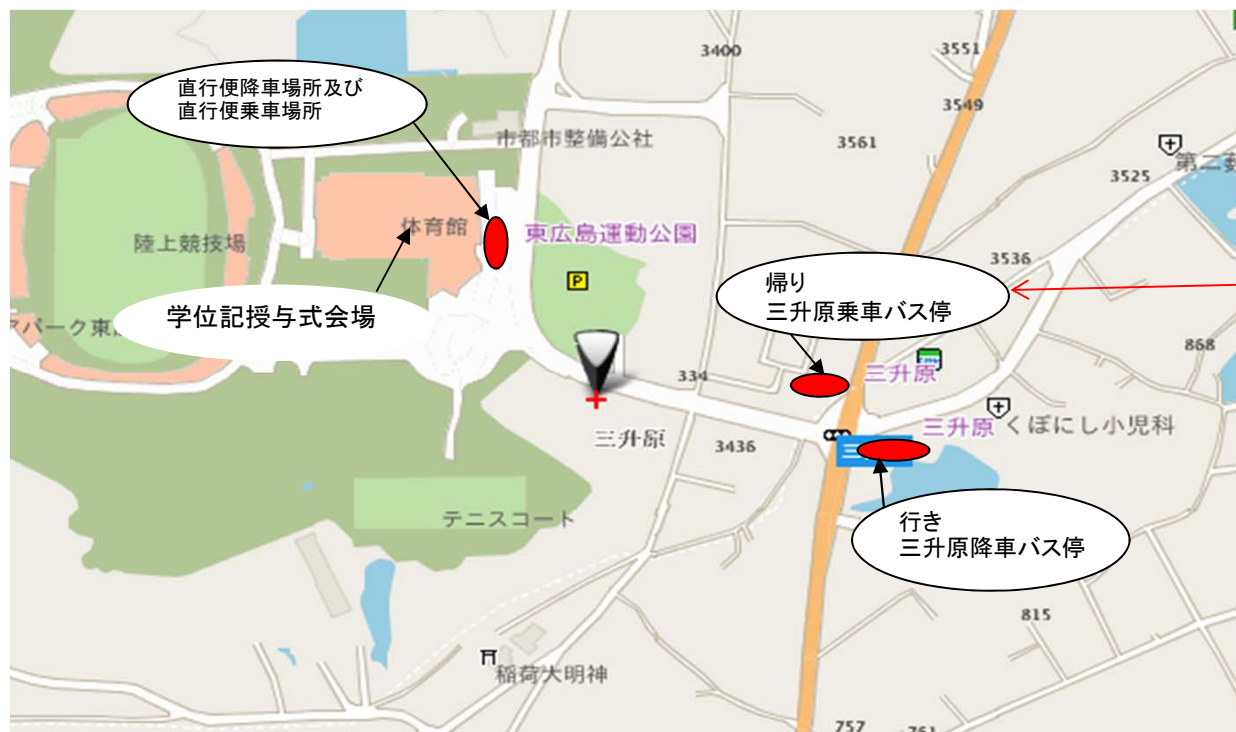 直行便降車場所及び
直行便乗車場所
3400
3551
3549
3561
市都市整備公社
3525
体育館
陸上競技場
東広島運動公園
P
3536
学位記授与式会場
帰り
三升原乗車バス停
868
334
三升原
三升原
くぼにし小児科
三升原
3436
テニスコート
行き
三升原降車バス停
815
稲荷大明神
757
761